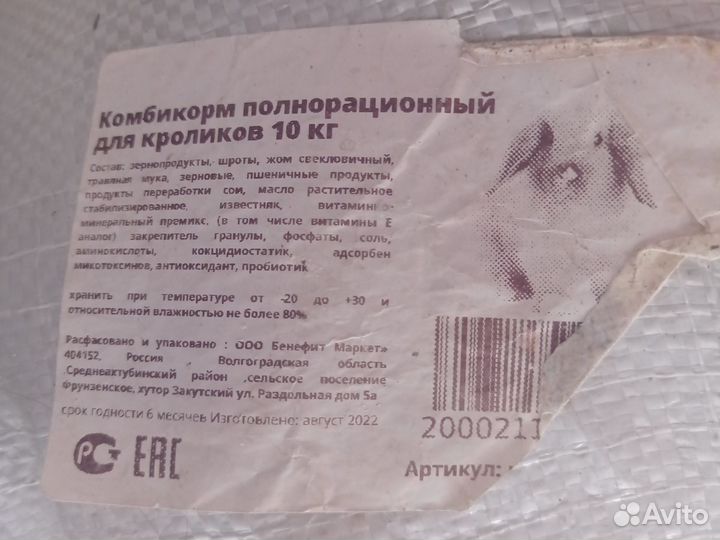 Комбикорм полнорационный
для кроликов 10 кг
Состав: зернопродукты, шроты, жом свекловичный,
травяная мука, зерновые, пшеничные продукты,
продукты переработки сои, масло растительное
стабилизированное, известняк, витаминно-
минеральный премикс, (в том числе витамины Е
аналог) закрепитель гранулы, фосфаты, соль,
аминокислоты, кокцидиостатик, адсорбен
микотоксинов, антиоксидант, пробиотик
хранить при температуре от -20 до +30 и
относительной влажностью не более 80%
Расфасовано и упаковано : ООО Бенефит Маркет»
404152, Россия , Волгоградская область
,Среднеахтубинский район ,сельское поселение
Фрунзенское, хутор Закутский ул. Раздольная дом 5а
срок годности 6 месячев Изготовлено: август 2022
РСТ EAC
2000211
Артикул:
Avito